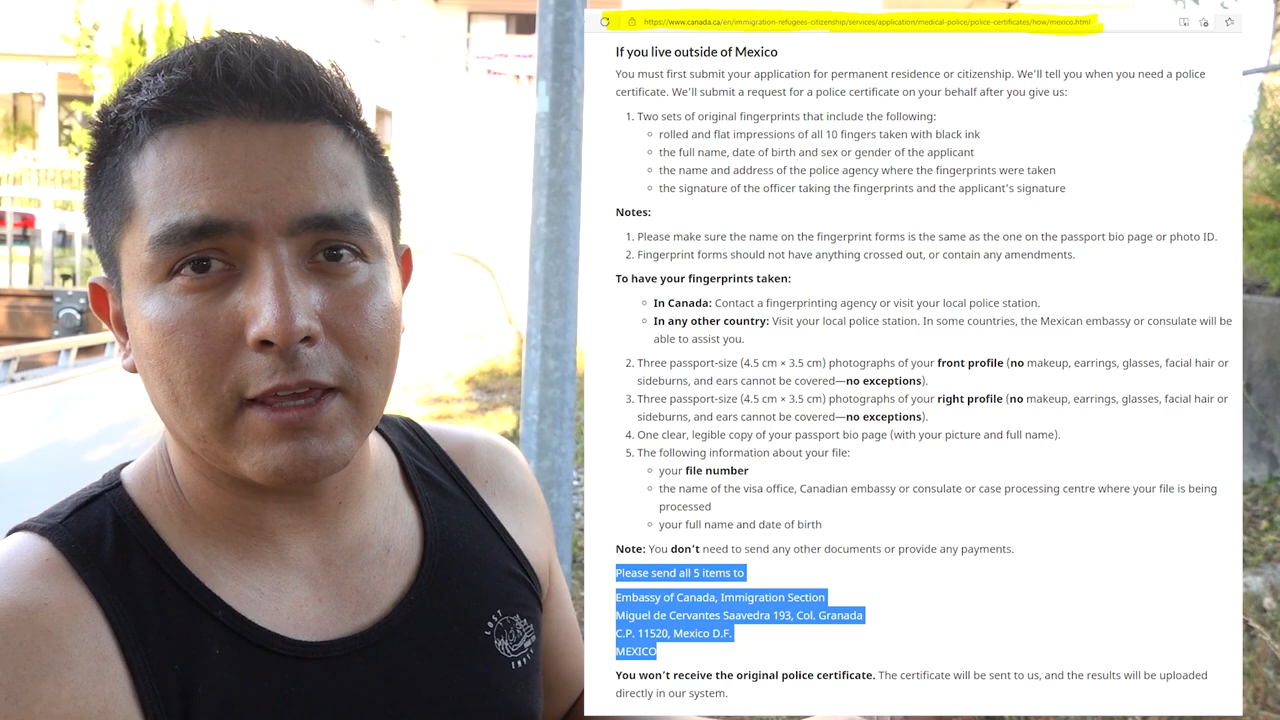 https://www.canada.ca/en/immigration-refugees-citizenship/services/application/medical-police/police-certificates/how/mexico.html
If you live outside of Mexico
You must first submit your application for permanent residence or citizenship. We'll tell you when you need a police
certificate. We'll submit a request for a police certificate on your behalf after you give us:
1. Two sets of original fingerprints that include the following:
rolled and flat impressions of all 10 fingers taken with black ink
the full name, date of birth and sex or gender of the applicant
the name and address of the police agency where the fingerprints were taken
the signature of the officer taking the fingerprints and the applicant's signature
Notes:
1. Please make sure the name on the fingerprint forms is the same as the one on the passport bio page or photo ID.
2. Fingerprint forms should not have anything crossed out, or contain any amendments.
To have your fingerprints taken:
In Canada: Contact a fingerprinting agency or visit your local police station.
In any other country: Visit your local police station. In some countries, the Mexican embassy or consulate will be
able to assist you.
2. Three passport-size (4.5 cm × 3.5 cm) photographs of your front profile (no makeup, earrings, glasses, facial hair or
sideburns, and ears cannot be covered—no exceptions).
3. Three passport-size (4.5 cm × 3.5 cm) photographs of your right profile (no makeup, earrings, glasses, facial hair or
sideburns, and ears cannot be covered—no exceptions).
4. One clear, legible copy of your passport bio page (with your picture and full name).
5. The following information about your file:
your file number
the name of the visa office, Canadian embassy or consulate or case processing centre where your file is being
processed
your full name and date of birth
Note: You don't need to send any other documents or provide any payments.
Please send all 5 items to
Embassy of Canada, Immigration Section
Miguel de Cervantes Saavedra 193, Col. Granada
C.P. 11520, Mexico D.F.
MEXICO
You won't receive the original police certificate. The certificate will be sent to us, and the results will be uploaded
directly in our system.
LOST